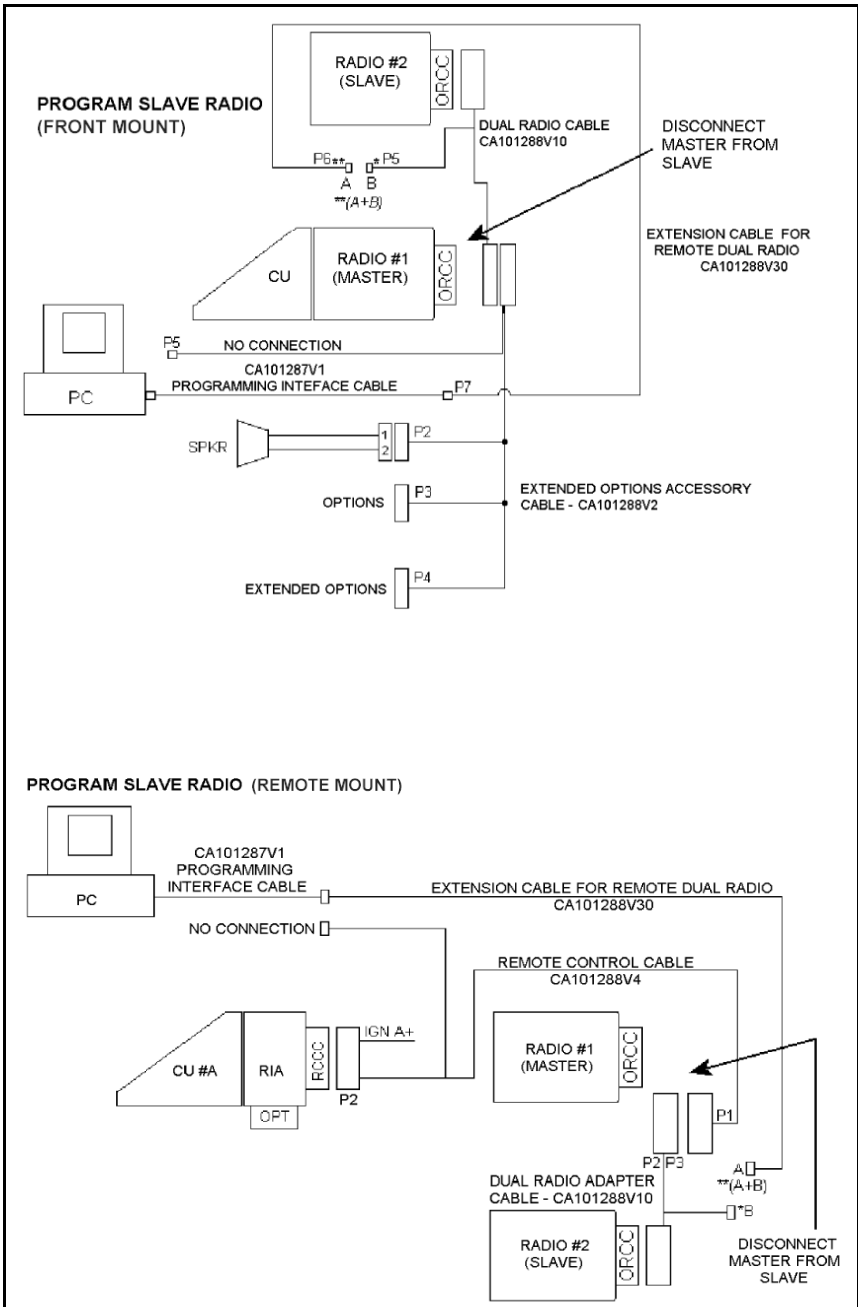 PROGRAM SLAVE RADIO
(FRONT MOUNT)
RADIO #2
(SLAVE)
ORCC
DUAL RADIO CABLE
CA101288V10
DISCONNECT
MASTER FROM
SLAVE
P6**
* P5
A B
**(A+B)
EXTENSION CABLE FOR
REMOTE DUAL RADIO
CA101288V30
CU
RADIO #1
(MASTER)
ORCC
P5
NO CONNECTION
CA101287V1
PROGRAMMING INTEFACE CABLE
P7
PC
SPKR
1
2
P2
OPTIONS
P3
EXTENDED OPTIONS ACCESSORY
CABLE - CA101288V2
EXTENDED OPTIONS
P4
PROGRAM SLAVE RADIO (REMOTE MOUNT)
PC
CA101287V1
PROGRAMMING
INTERFACE CABLE
EXTENSION CABLE FOR REMOTE DUAL RADIO
CA101288V30
NO CONNECTION
REMOTE CONTROL CABLE
CA101288V4
CU #A
RIA
RCCC
OPT
IGN A+
P2
RADIO #1
(MASTER)
ORCC
P1
P2 P3
A
**(A+B)
*B
DUAL RADIO ADAPTER
CABLE - CA101288V10
RADIO #2
(SLAVE)
ORCC
DISCONNECT
MASTER FROM
SLAVE